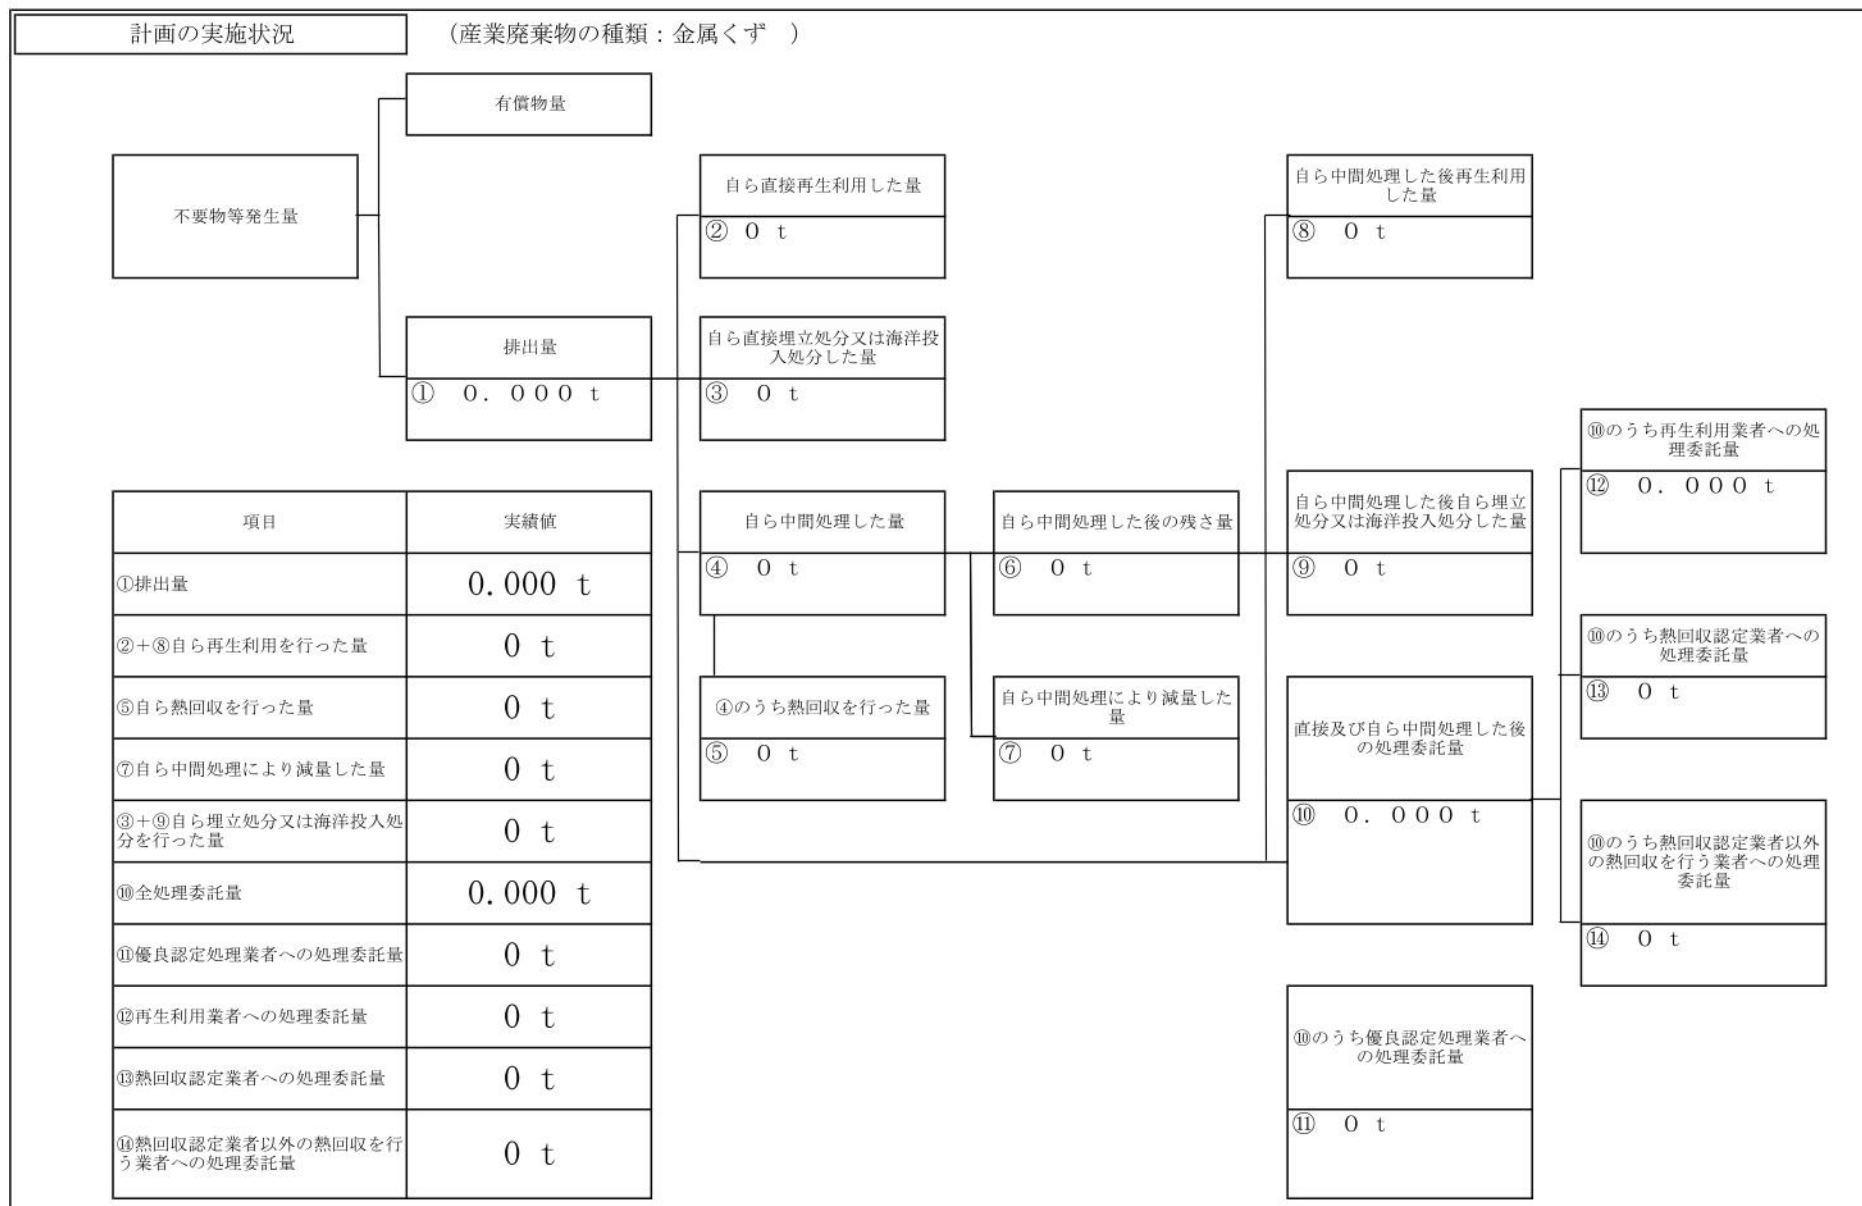 計画の実施状況
（産業廃棄物の種類：金属くず　）
有償物量
不要物等発生量
自ら直接再生利用した量
② ０ ｔ
自ら中間処理した後再生利用
した量
⑧　０ ｔ
排出量
①　０．０００ ｔ
自ら直接埋立処分又は海洋投
入処分した量
③　０ ｔ
⑩のうち再生利用業者への処
理委託量
⑫　０．０００ ｔ
自ら中間処理した量
④　０ ｔ
自ら中間処理した後の残さ量
⑥　０ ｔ
自ら中間処理した後自ら埋立
処分又は海洋投入処分した量
⑨　０ ｔ
⑩のうち熱回収認定業者への
処理委託量
⑬　０ ｔ
④のうち熱回収を行った量
⑤　０ ｔ
自ら中間処理により減量した
量
⑦　０ ｔ
直接及び自ら中間処理した後
の処理委託量
⑩　０．０００ ｔ
⑩のうち熱回収認定業者以外
の熱回収を行う業者への処理
委託量
⑭　０ ｔ
⑩のうち優良認定処理業者へ
の処理委託量
⑪　０ ｔ
項目 実績値
①排出量 0.000 t
②＋⑧自ら再生利用を行った量 0 t
⑤自ら熱回収を行った量 0 t
⑦自ら中間処理により減量した量 0 t
③＋⑨自ら埋立処分又は海洋投入処
分を行った量 0 t
⑩全処理委託量 0.000 t
⑪優良認定処理業者への処理委託量 0 t
⑫再生利用業者への処理委託量 0 t
⑬熱回収認定業者への処理委託量 0 t
⑭熱回収認定業者以外の熱回収を行
う業者への処理委託量 0 t